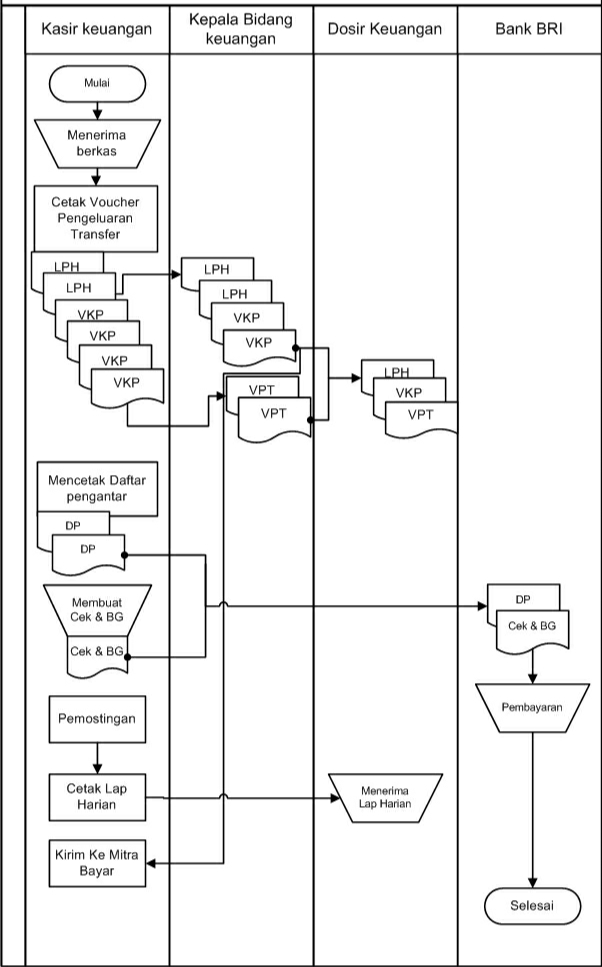 Kasir keuangan
Kepala Bidang
keuangan
Dosir Keuangan
Bank BRI
Mulai
Menerima
berkas
Cetak Voucher
Pengeluaran
Transfer
LPH
LPH
VKP
VKP
VKP
VKP
LPH
LPH
VKP
VKP
VPT
VPT
LPH
VKP
VPT
Mencetak Daftar
pengantar
DP
DP
Membuat
Cek & BG
Cek & BG
DP
Cek & BG
Pembayaran
Pemostingan
Cetak Lap
Harian
Menerima
Lap Harian
Kirim Ke Mitra
Bayar
Selesai